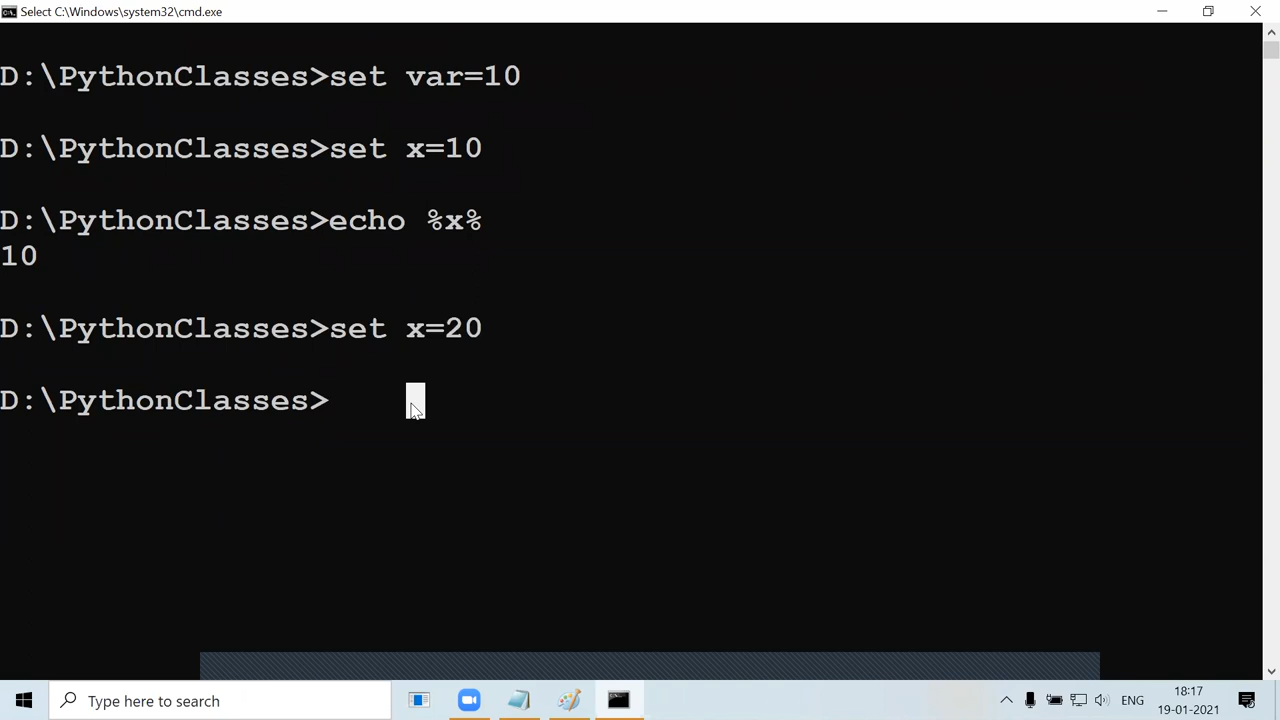 Select C:\Windows\system32\cmd.exe
D:\PythonClasses>set var=10
D:\PythonClasses>set x=10
D:\PythonClasses>echo %x%
10
D:\PythonClasses>set x=20
D:\PythonClasses>
Type here to search
ENG
18:17
19-01-2021